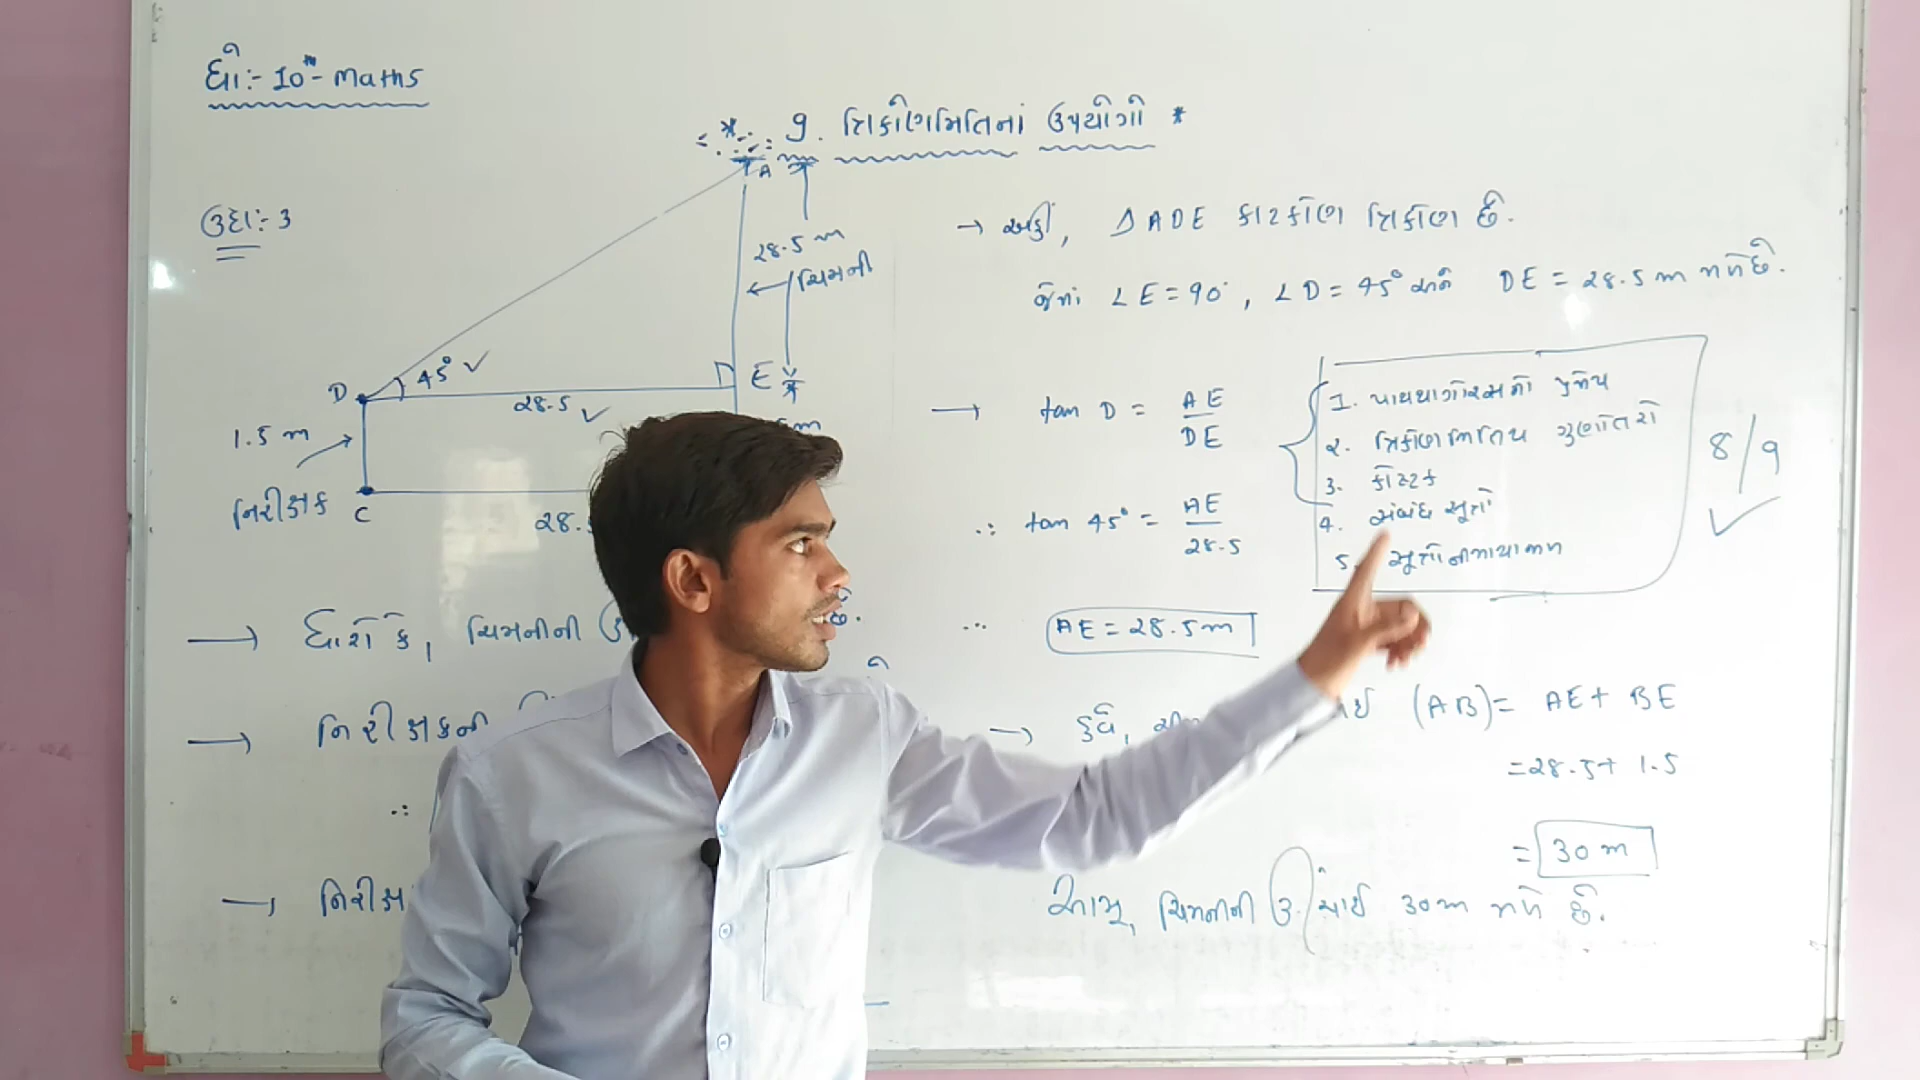 ધો:- 10th- Maths
* 9. ત્રિકોણમિતિનાં ઉપયોગો *
ઉદા:- 3
A
28.5 m
ચિમની
D 45° ✓
E
28.5 ✓
1.5 m
નિરીક્ષક
C
28.
→ ધારો કે, ચિમનીની
→ નિરીક્ષકની
∴
→ નિરીક્ષ
→ અહીં, Δ ADE કાટકોણ ત્રિકોણ છે.
જેમાં ∠E = 90°, ∠D = 45° અને DE = 28.5 m મળે છે.
→ tan D = AE / DE
∴ tan 45° = AE / 28.5
∴ AE = 28.5 m
1. પાયથાગોરસનો પ્રમેય
2. ત્રિકોણમિતિય ગુણોતરો
3. કોષ્ટક
4. સંબંધ સૂત્રો
5. સૂત્રોની
8/9 ✓
→ હવે, (AB) = AE + BE
= 28.5 + 1.5
= 30 m
આમ, ચિમનીની ઉંચાઈ 30m મળે છે.